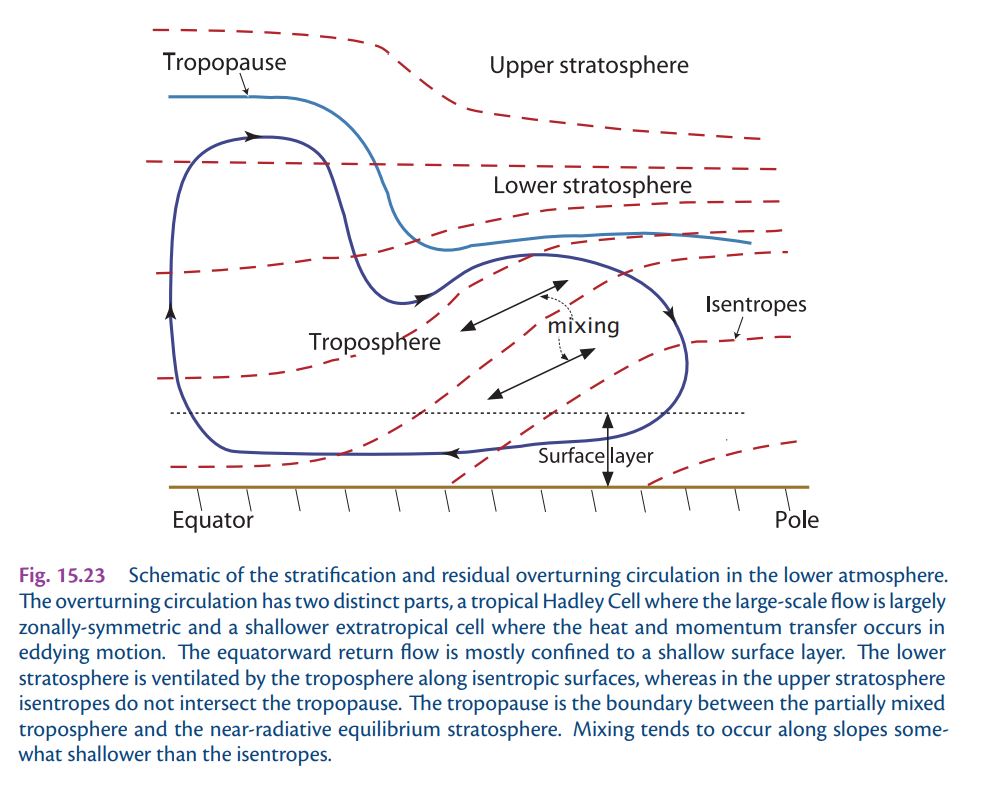 Tropopause
Upper stratosphere
Lower stratosphere
Isentropes
mixing
Troposphere
Surface layer
Equator
Pole
Fig. 15.23 Schematic of the stratification and residual overturning circulation in the lower atmosphere.
The overturning circulation has two distinct parts, a tropical Hadley Cell where the large-scale flow is largely
zonally-symmetric and a shallower extratropical cell where the heat and momentum transfer occurs in
eddying motion. The equatorward return flow is mostly confined to a shallow surface layer. The lower
stratosphere is ventilated by the troposphere along isentropic surfaces, whereas in the upper stratosphere
isentropes do not intersect the tropopause. The tropopause is the boundary between the partially mixed
troposphere and the near-radiative equilibrium stratosphere. Mixing tends to occur along slopes some-
what shallower than the isentropes.